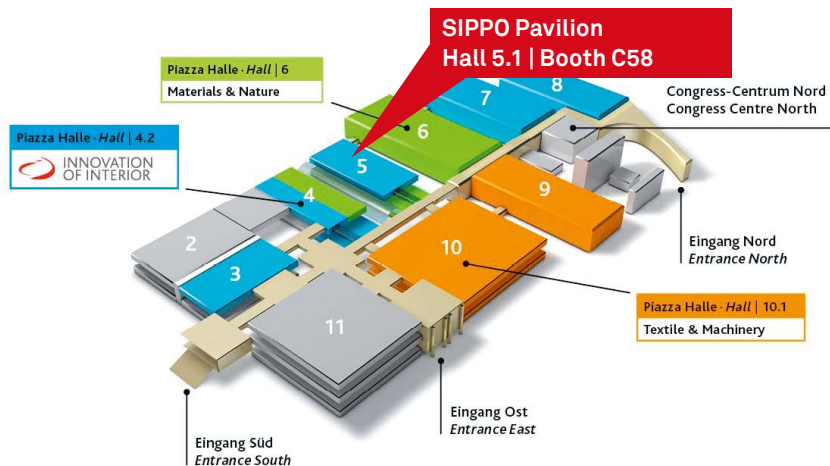 SIPPO Pavilion
Hall 5.1 | Booth C58
Piazza Halle · Hall | 6
Materials & Nature
Piazza Halle · Hall | 4.2
INNOVATION
OF INTERIOR
Congress-Centrum Nord
Congress Centre North
8
7
6
5
4
9
2
3
10
11
Eingang Nord
Entrance North
Piazza Halle · Hall | 10.1
Textile & Machinery
Eingang Ost
Entrance East
Eingang Süd
Entrance South